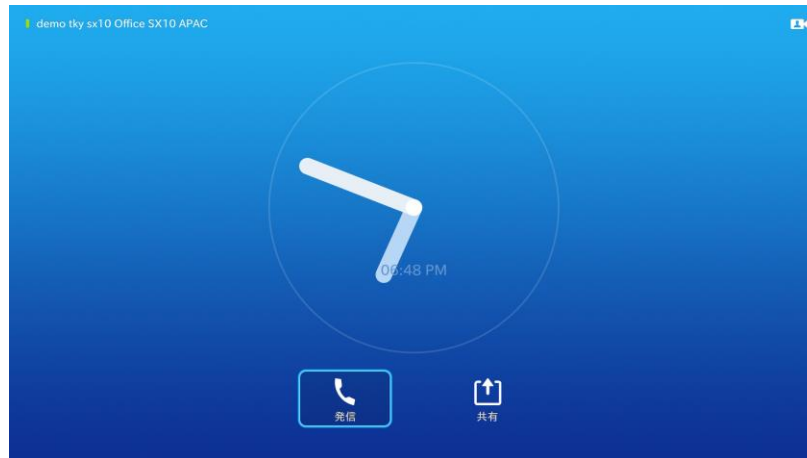 demo tky sx10 Office SX10 APAC
06:48 PM
発信
共有